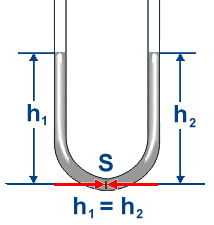 h₁
h₂
S
h₁ = h₂